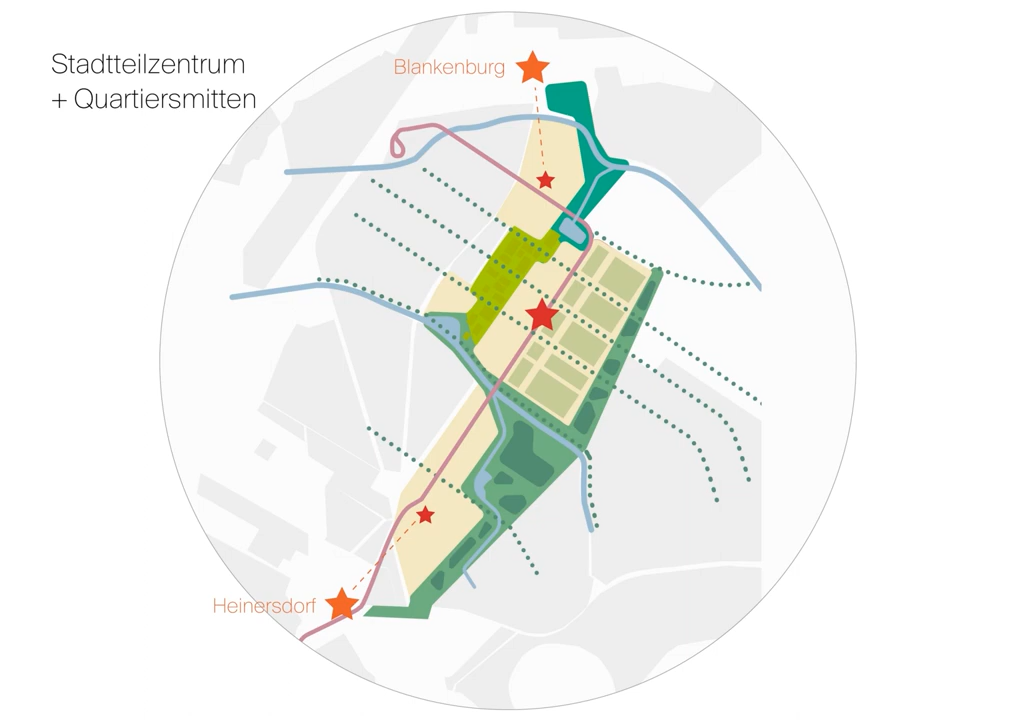 Stadtteilzentrum
+ Quartiersmitten
Blankenburg
Heinersdorf